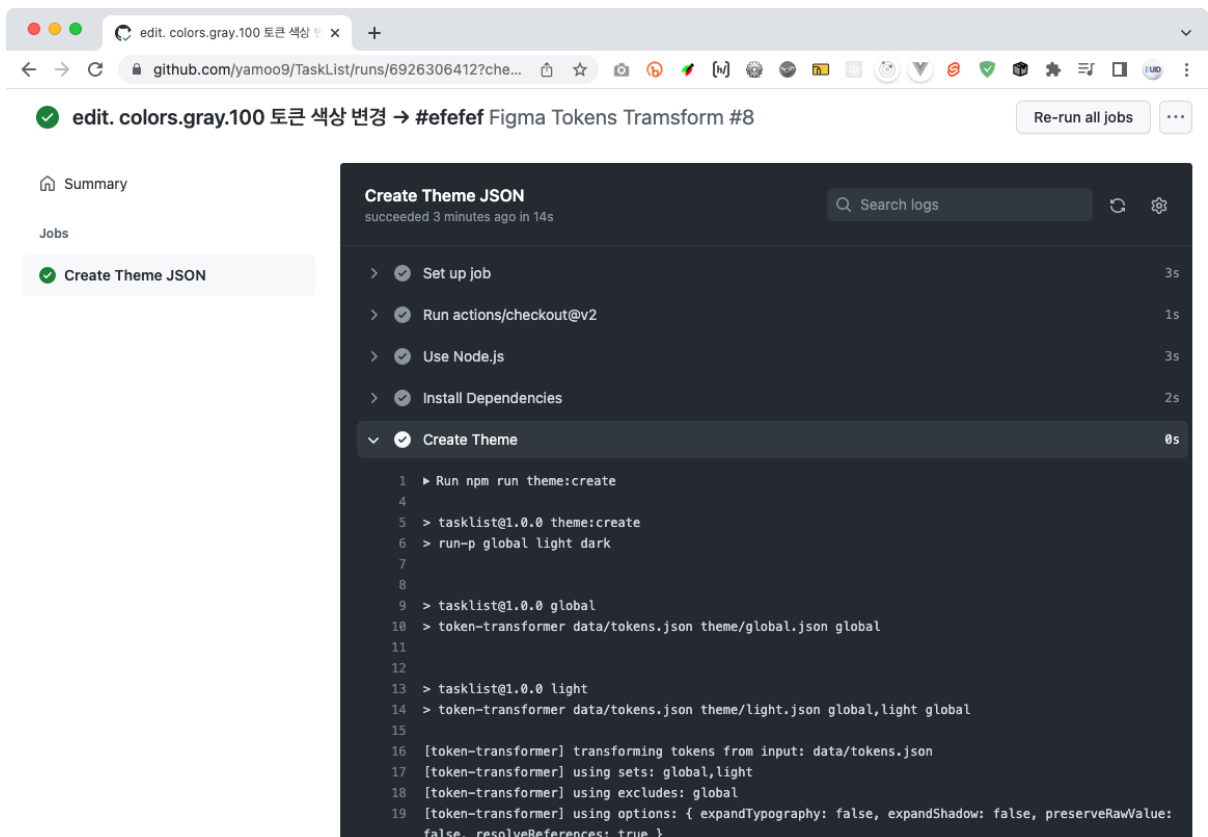 edit. colors.gray.100 토큰 색상 변
github.com/yamoo9/TaskList/runs/6926306412?che...
EUID
edit. colors.gray.100 토큰 색상 변경 → #efefef Figma Tokens Tramsform #8
Re-run all jobs
...
Summary
Jobs
Create Theme JSON
Create Theme JSON
succeeded 3 minutes ago in 14s
Search logs
Set up job 3s
Run actions/checkout@v2 1s
Use Node.js 3s
Install Dependencies 2s
Create Theme 0s
1 ▶ Run npm run theme:create
4
5 > tasklist@1.0.0 theme:create
6 > run-p global light dark
7
8
9 > tasklist@1.0.0 global
10 > token-transformer data/tokens.json theme/global.json global
11
12
13 > tasklist@1.0.0 light
14 > token-transformer data/tokens.json theme/light.json global,light global
15
16 [token-transformer] transforming tokens from input: data/tokens.json
17 [token-transformer] using sets: global,light
18 [token-transformer] using excludes: global
19 [token-transformer] using options: { expandTypography: false, expandShadow: false, preserveRawValue:
false, resolveReferences: true }